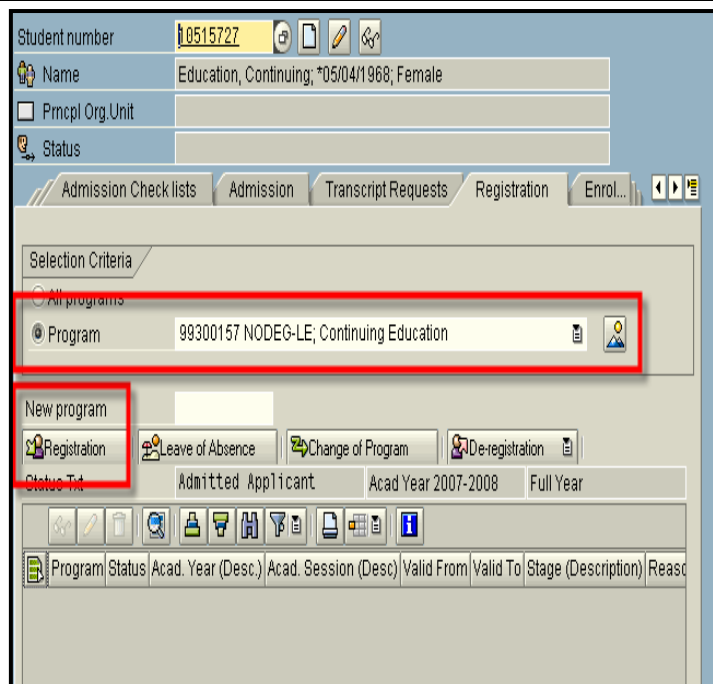 Student number 10515727
Name Education, Continuing; *05/04/1968; Female
Prncpl Org.Unit
Status
Admission Check lists Admission Transcript Requests Registration Enrol...
Selection Criteria
All programs
Program 99300157 NODEG-LE; Continuing Education
New program
Registration Leave of Absence Change of Program De-registration
Status Txt Admitted Applicant Acad Year 2007-2008 Full Year
Program Status Acad. Year (Desc.) Acad. Session (Desc) Valid From Valid To Stage (Description) Reaso